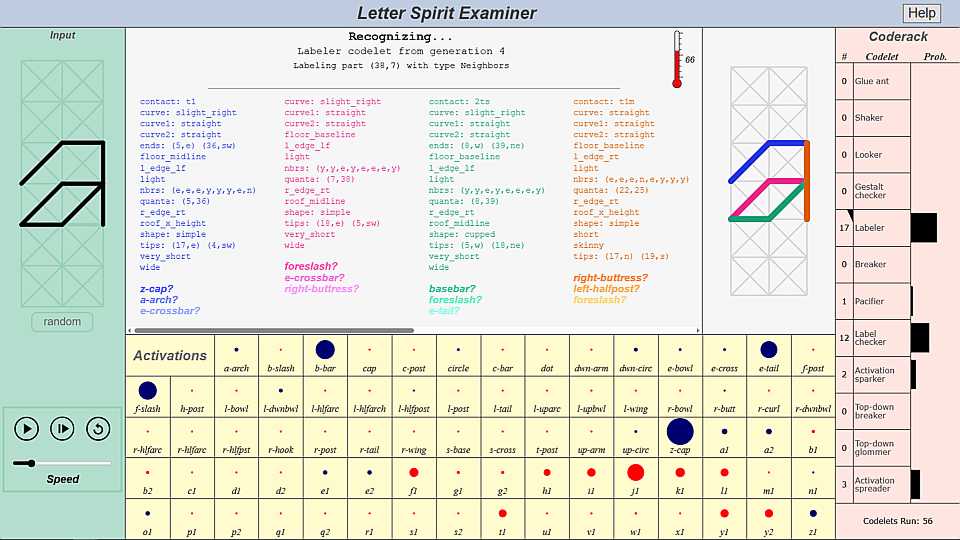 Letter Spirit Examiner
Help
Input
random
Speed
Recognizing...
Labeler codelet from generation 4
Labeling part (38,7) with type Neighbors
66
contact: t1
curve: slight_right
curve1: straight
curve2: straight
ends: (5,e) (36,sw)
floor_midline
l_edge_lf
light
nbrs: (e,e,e,y,y,y,e,n)
quanta: (5,36)
r_edge_rt
roof_x_height
shape: simple
tips: (17,e) (4,sw)
very_short
wide
z-cap?
a-arch?
e-crossbar?
curve: slight_right
curve1: straight
curve2: straight
floor_baseline
l_edge_lf
light
nbrs: (y,y,e,y,e,e,e,y)
quanta: (7,38)
r_edge_rt
roof_midline
shape: simple
tips: (18,e) (5,sw)
very_short
wide
foreslash?
e-crossbar?
right-buttress?
contact: 2ts
curve: slight_right
curve1: straight
curve2: straight
ends: (8,w) (39,ne)
floor_baseline
l_edge_lf
light
nbrs: (y,y,e,y,e,e,e,y)
quanta: (8,39)
r_edge_rt
roof_midline
shape: cupped
tips: (5,w) (18,ne)
very_short
wide
basebar?
foreslash?
e-tail?
contact: t1m
curve: slight_right
curve1: straight
curve2: straight
floor_baseline
l_edge_rt
light
nbrs: (e,e,e,n,e,y,y,y)
quanta: (22,25)
r_edge_rt
roof_x_height
shape: simple
short
skinny
tips: (17,n) (19,s)
right-buttress?
left-halfpost?
foreslash?
Activations
a-arch b-slash b-bar cap c-post circle c-bar dot dwn-arm dwn-circ e-bowl e-cross e-tail f-post
f-slash h-post l-bowl l-dwnbwl l-hlfarc l-hlfarch l-hlfpost l-post l-tail l-uparc l-upbwl l-wing r-bowl r-butt r-curl r-dwnbwl
r-hlfarc r-hlfarc r-hlfpst r-hook r-post r-tail r-wing s-base s-cross t-post up-arm up-circ z-cap a1 a2 b1
b2 c1 d1 d2 e1 e2 f1 g1 g2 h1 i1 j1 k1 l1 m1 n1
o1 p1 p2 q1 q2 r1 s1 s2 t1 u1 v1 w1 x1 y1 y2 z1
Coderack
# Codelet Prob.
0 Glue ant
0 Shaker
0 Looker
0 Gestalt checker
17 Labeler
0 Breaker
1 Pacifier
12 Label checker
2 Activation sparker
0 Top-down breaker
0 Top-down glommer
3 Activation spreader
Codelets Run: 56